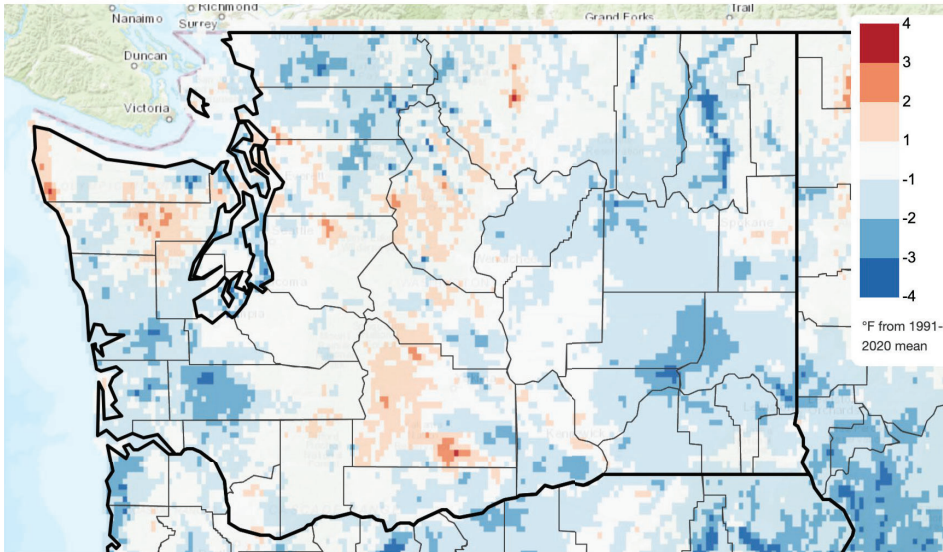 Nanaimo
Richmond
Surrey
Grand Forks
Trail
Duncan
Victoria
4
3
2
1
-1
-2
-3
-4
°F from 1991-
2020 mean